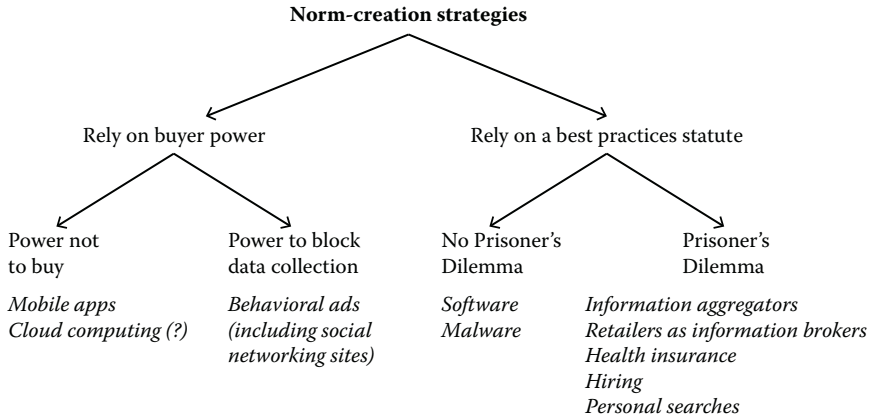 Norm-creation strategies
Rely on buyer power
Rely on a best practices statute
Power not
to buy
Mobile apps
Cloud computing (?)
Power to block
data collection
Behavioral ads
(including social
networking sites)
No Prisoner's
Dilemma
Software
Malware
Prisoner's
Dilemma
Information aggregators
Retailers as information brokers
Health insurance
Hiring
Personal searches